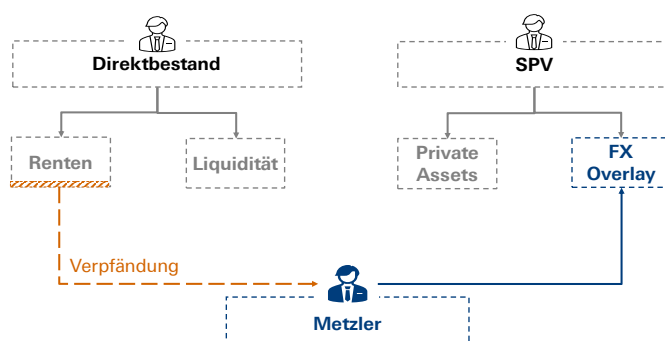 Direktbestand
SPV
Renten
Liquidität
Private
Assets
FX
Overlay
Verpfändung
Metzler